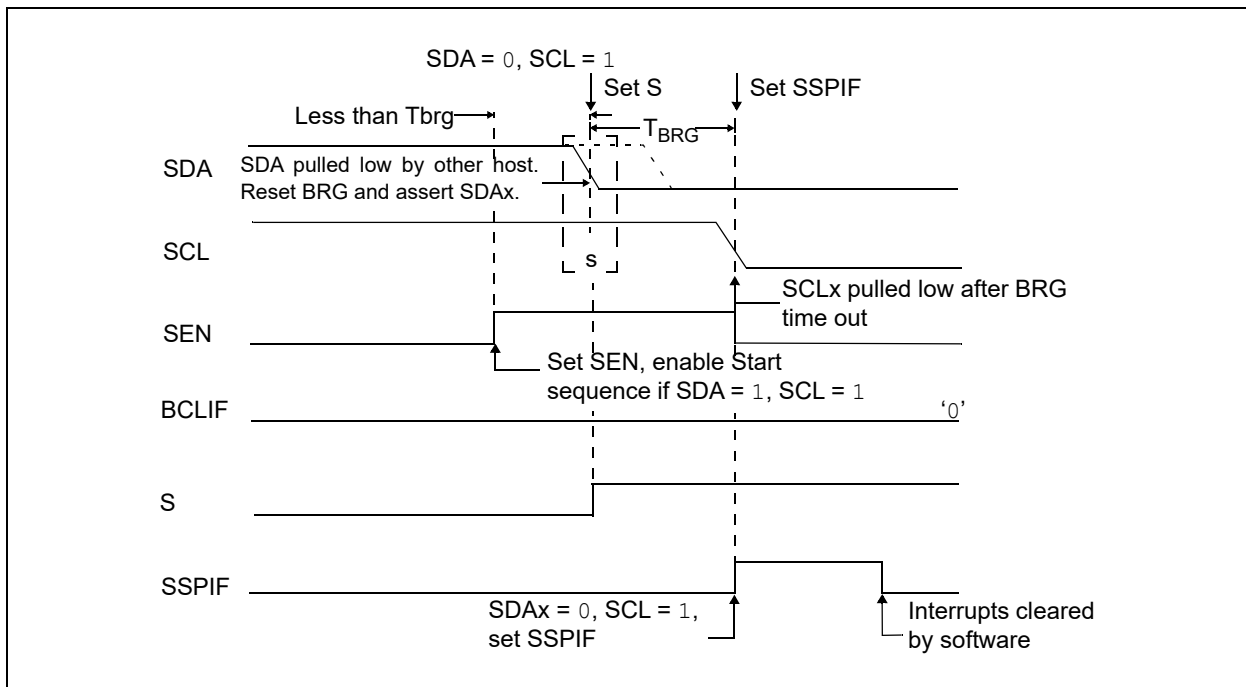 SDA = 0, SCL = 1
Set S
Set SSPIF
Less than Tbrg
TBRG
SDA
SDA pulled low by other host.
Reset BRG and assert SDAx.
SCL
s
SCLx pulled low after BRG
time out
SEN
Set SEN, enable Start
sequence if SDA = 1, SCL = 1
BCLIF
‘0’
S
SSPIF
SDAx = 0, SCL = 1,
set SSPIF
Interrupts cleared
by software